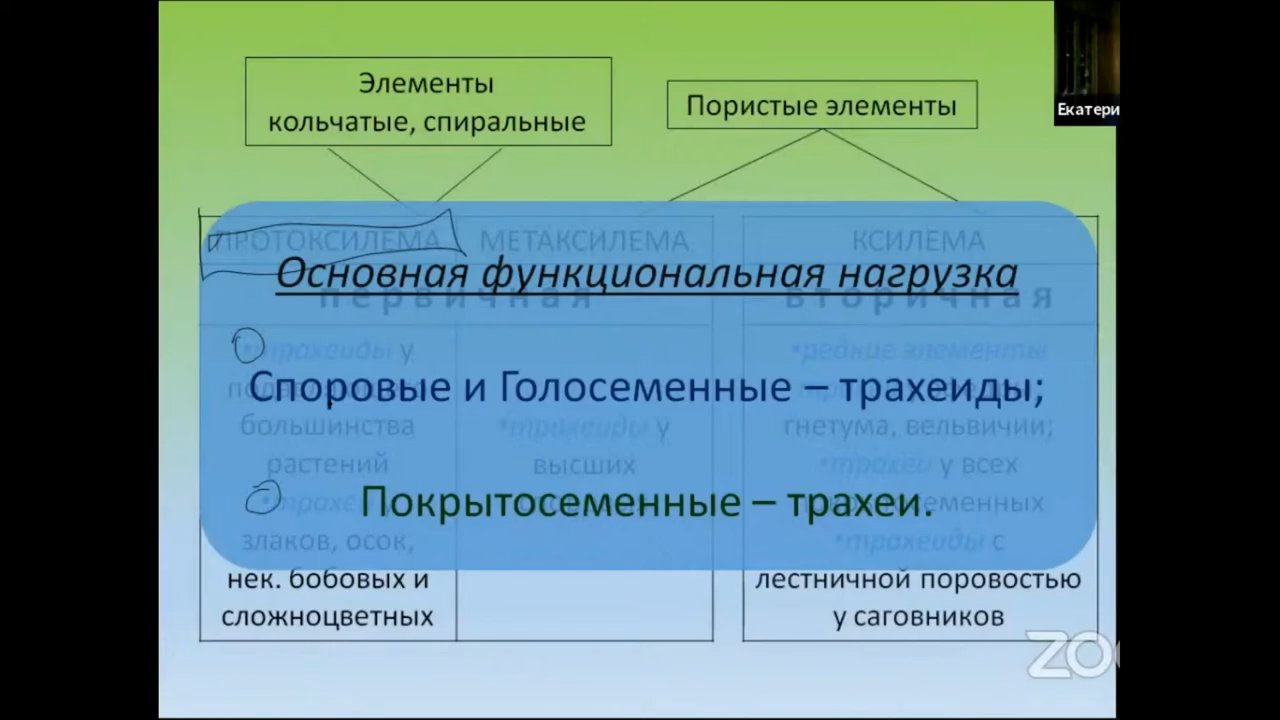 Элементы
кольчатые, спиральные
Пористые элементы
Екатери
ПРОТОКСИЛЕМА
МЕТАКСИЛЕМА
КСИЛЕМА
Основная функциональная нагрузка
первичная
вторичная
•трахеиды у
•редкие элементы
Споровые и Голосеменные – трахеиды;
большинства
•трахеиды у
гнетума, вельвичии;
растений
высших
•трахеи у всех
Покрытосеменные – трахеи.
злаков, осок,
•трахеиды с
нек. бобовых и
лестничной поровостью
сложноцветных
у саговников